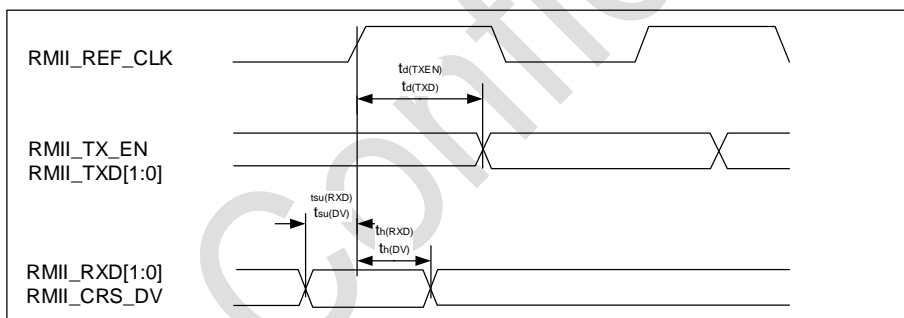 RMII_REF_CLK
td(TXEN)
td(TXD)
RMII_TX_EN
RMII_TXD[1:0]
tsu(RXD)
tsu(DV)
th(RXD)
th(DV)
RMII_RXD[1:0]
RMII_CRS_DV